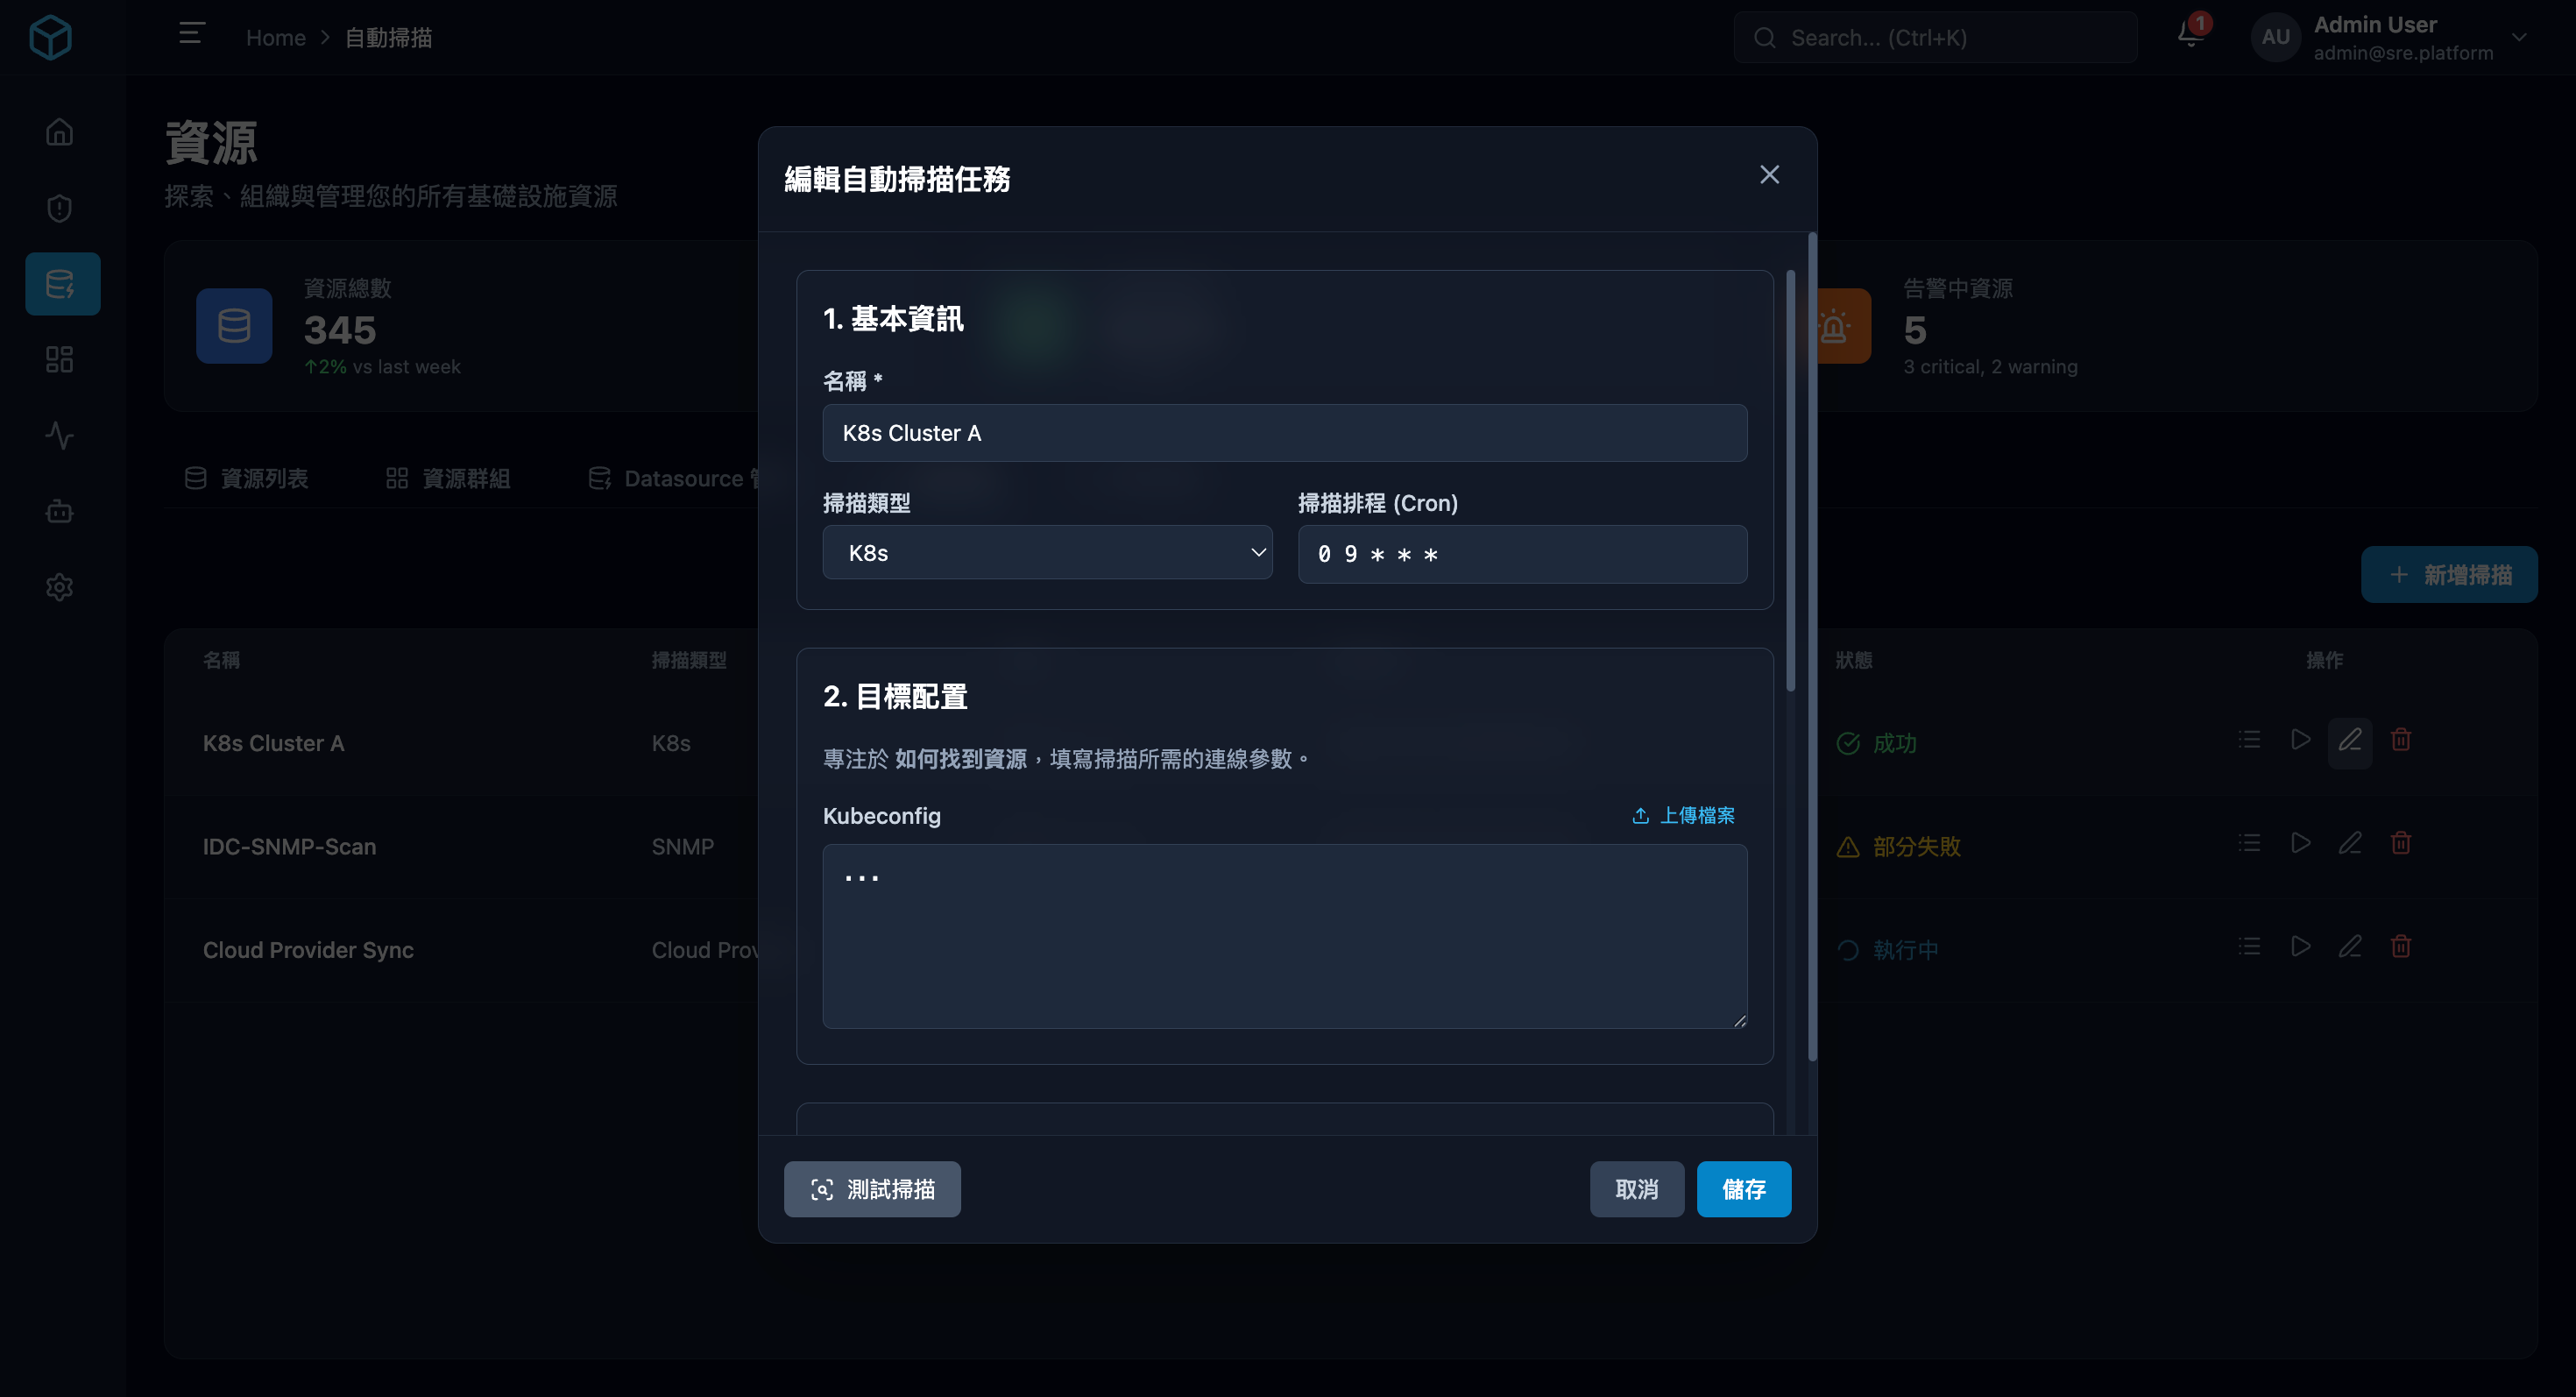 Home > 自動掃描
Search... (Ctrl+K)
1
AU
Admin User
admin@sre.platform
資源
探索、組織與管理您的所有基礎設施資源
資源總數
345
↑2% vs last week
告警中資源
5
3 critical, 2 warning
資源列表
資源群組
Datasource
新增掃描
名稱
掃描類型
狀態
操作
K8s Cluster A
K8s
成功
IDC-SNMP-Scan
SNMP
部分失敗
Cloud Provider Sync
Cloud Prov
執行中
編輯自動掃描任務
1. 基本資訊
名稱 *
K8s Cluster A
掃描類型
掃描排程 (Cron)
K8s
0 9 * * *
2. 目標配置
專注於 如何找到資源，填寫掃描所需的連線參數。
Kubeconfig
上傳檔案
...
測試掃描
取消
儲存